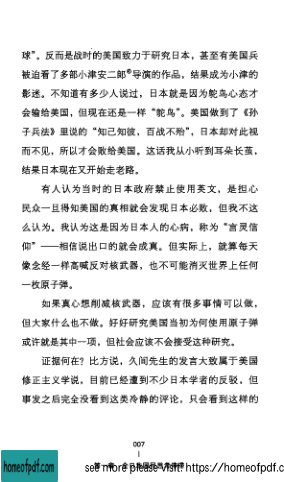 球”。反而是战时的美国致力于研究日本，甚至有美国兵
被迫看了多部小津安二郎®导演的作品，结果成为小津的
影迷。不知道有多少人说过，日本就是因为鸵鸟心态才
会输给美国，但现在还是一样“鸵鸟”。美国做到了《孙
子兵法》里说的“知己知彼，百战不殆”，日本却对此视
而不见，所以才会败给美国。这话我从小听到耳朵长茧，
结果日本现在又开始走老路。
有人认为当时的日本政府禁止使用英文，是担心
民众一旦得知美国的真相就会发现日本必败，但我不这
么认为。我认为这是因为日本人的心病，称为“言灵信
仰”——相信说出口的就会成真。但实际上，就算每天
像念经一样高喊反对核武器，也不可能消灭世界上任何
一枚原子弹。
如果真心想削减核武器，应该有很多事情可以做，
但大家什么也不做。好好研究美国当初为何使用原子弹
或许就是其中一项，但社会应该不会接受这种研究。
证据何在？比方说，久间先生的发言大致属于美国
修正主义学说，目前已经遭到不少日本学者的反驳，但
事发之后完全没看到这类冷静的评论，只会看到这样的
007
homeofpdf.com
see more please visit: https://homeofpdf.com